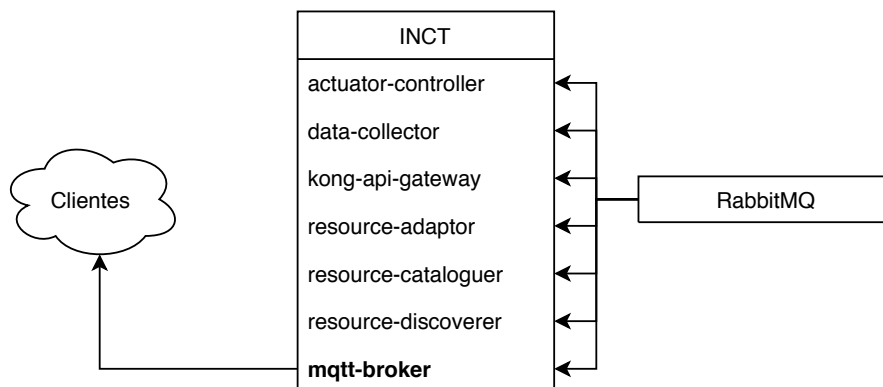 INCT
actuator-controller
data-collector
kong-api-gateway
resource-adaptor
resource-cataloguer
resource-discoverer
mqtt-broker
Clientes
RabbitMQ